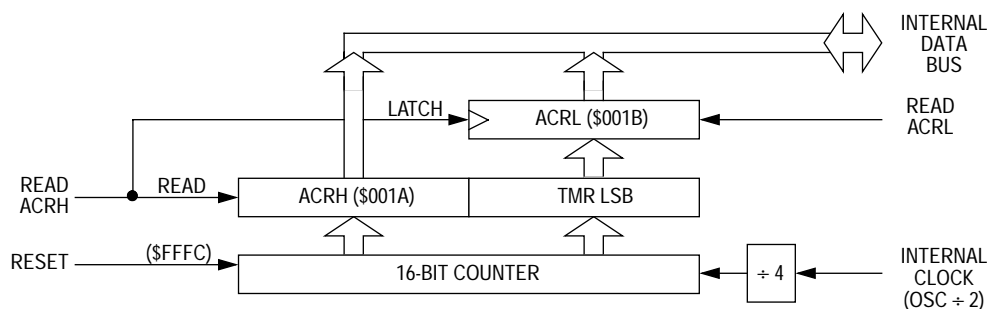 INTERNAL
DATA
BUS
LATCH
ACRL ($001B)
READ
ACRL
READ
ACRH
READ
ACRH ($001A)
TMR LSB
RESET
($FFFC)
16-BIT COUNTER
÷ 4
INTERNAL
CLOCK
(OSC ÷ 2)